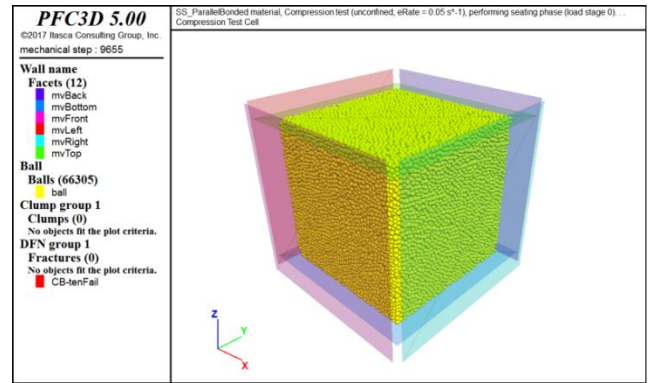 PFC3D 5.00
©2017 Itasca Consulting Group, Inc.
mechanical step : 9655
Wall name
Facets (12)
mvBack
mvBottom
mvFront
mvLeft
mvRight
mvTop
Ball
Balls (66305)
ball
Clump group 1
Clumps (0)
No objects fit the plot criteria.
DFN group 1
Fractures (0)
No objects fit the plot criteria.
CB-tenFail
SS_ParallelBonded material, Compression test (unconfined, eRate = 0.05 s^-1), performing seating phase (load stage 0). . .
Compression Test Cell
Z
Y
X